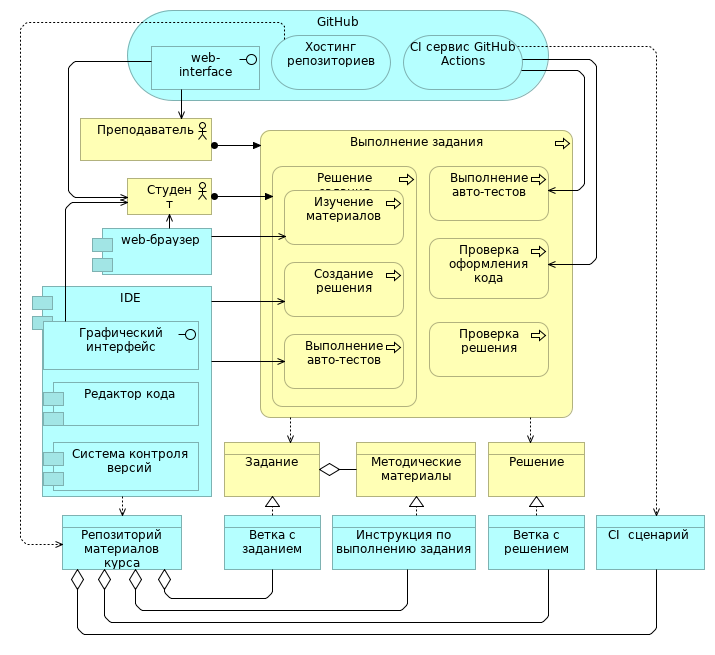 GitHub
web-
interface
Хостинг
репозиториев
CI сервис GitHub
Actions
Преподаватель
Студен
т
web-браузер
Выполнение задания
Решение
задания
Изучение
материалов
Создание
решения
Выполнение
авто-тестов
Выполнение
авто-тестов
Проверка
оформления
кода
Проверка
решения
IDE
Графический
интерфейс
Редактор кода
Система контроля
версий
Задание
Методические
материалы
Решение
Репозиторий
материалов
курса
Ветка с
заданием
Инструкция по
выполнению задания
Ветка с
решением
CI сценарий